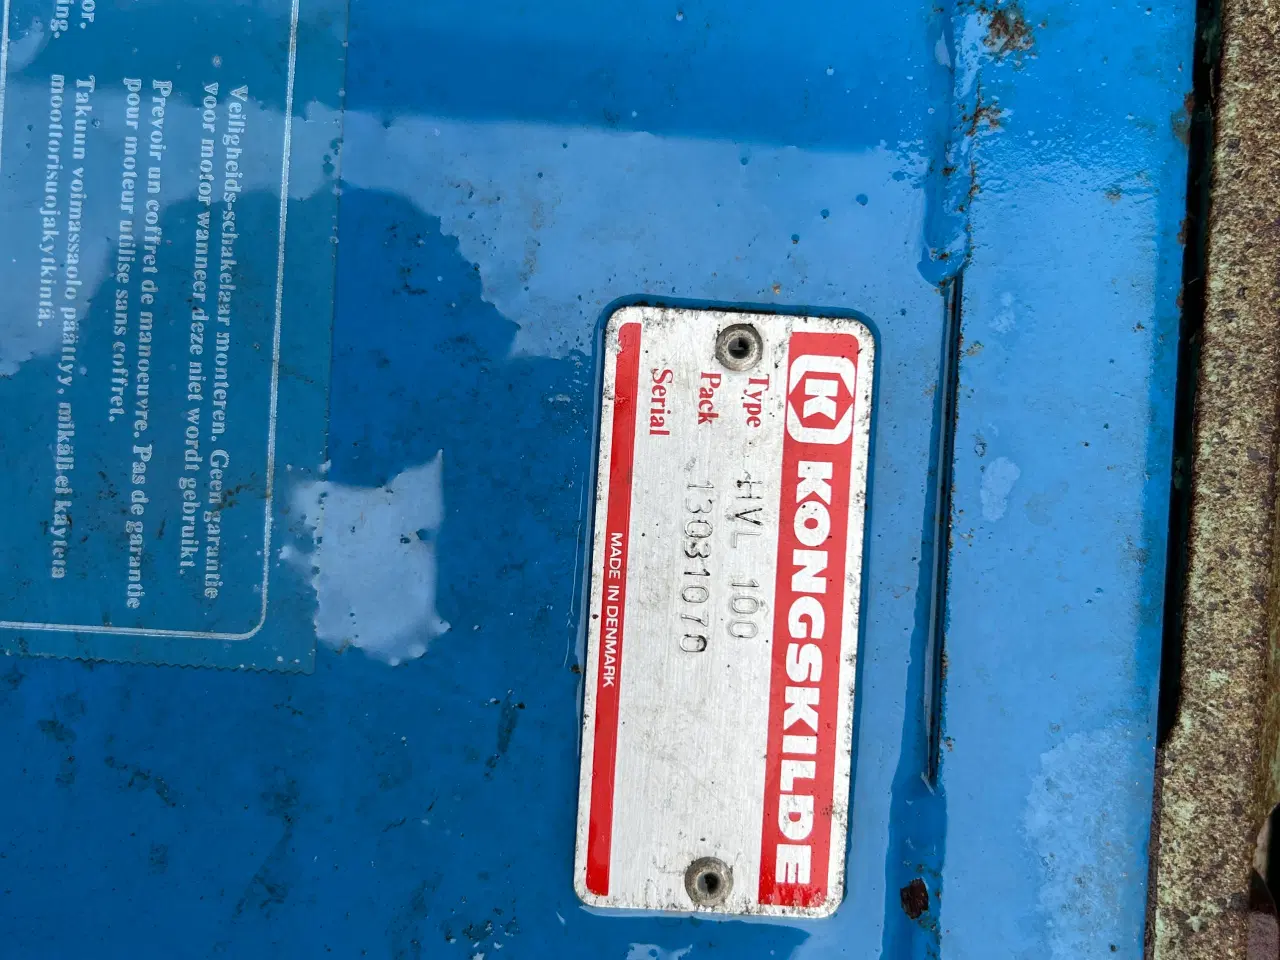 KONGSKILDE
Type HVL 100
Pack 13031070
Serial
MADE IN DENMARK
Veiligheids-schakelaar monteren. Geen garantie
voor motor wanneer deze niet wordt gebruikt.
Prevoir un coffret de manoeuvre. Pas de garantie
pour moteur utilise sans coffret.
Takuun voimassaolo päättyy, mikäli ei käytetä
moottorisuojakytkintä.